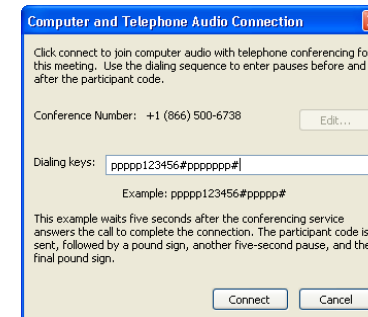 Computer and Telephone Audio Connection
Click connect to join computer audio with telephone conferencing fo
this meeting. Use the dialing sequence to enter pauses before and
after the participant code.
Conference Number: +1 (866) 500-6738
Edit...
Dialing keys: ppppp123456#ppppppp#
Example: ppppp123456#ppppp#
This example waits five seconds after the conferencing service
answers the call to complete the connection. The participant code is
sent, followed by a pound sign, another five-second pause, and the
final pound sign.
Connect Cancel